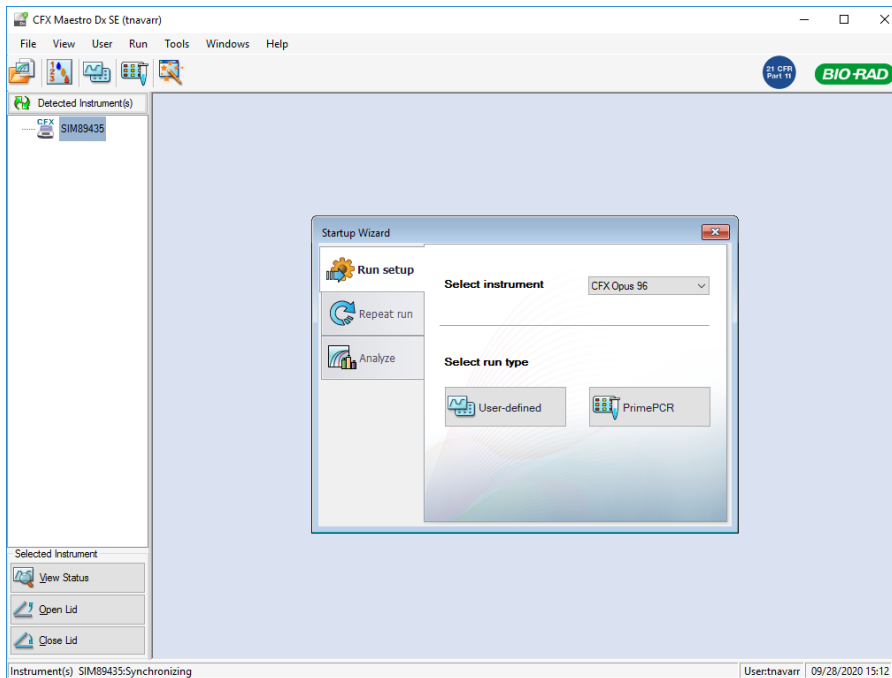 CFX Maestro Dx SE (tnavarr)
File View User Run Tools Windows Help
21 CFR
Part 11
BIO-RAD
Detected Instrument(s)
CFX
SIM89435
Startup Wizard
Run setup
Repeat run
Analyze
Select instrument
CFX Opus 96
Select run type
User-defined
PrimePCR
Selected Instrument
View Status
Open Lid
Close Lid
Instrument(s) SIM89435:Synchronizing
User:tnavarr 09/28/2020 15:12